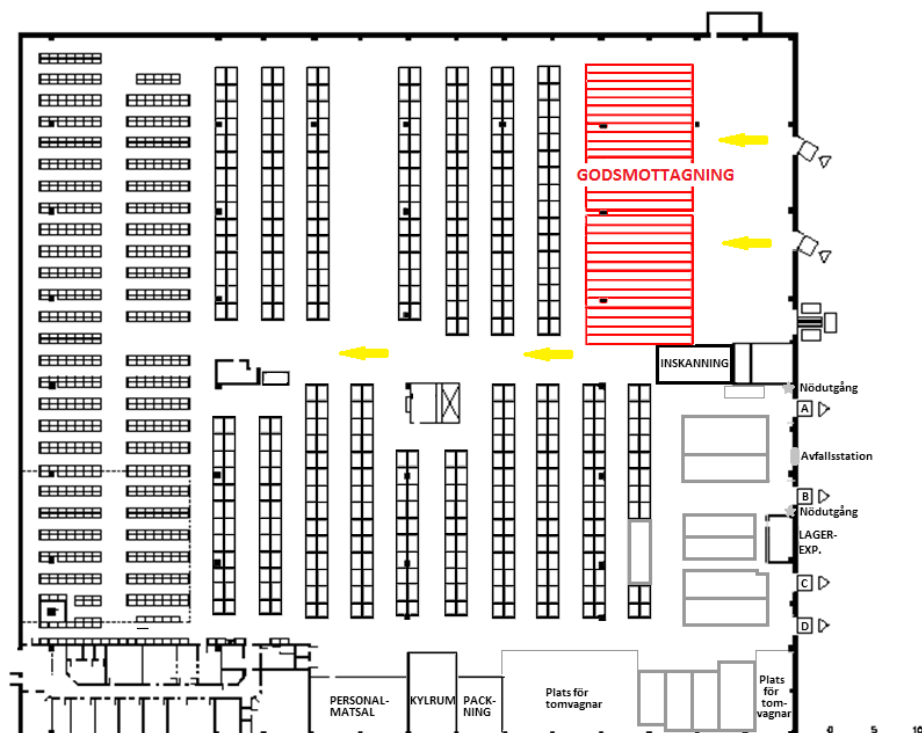 GODSMOTTAGNING
INSKANNING
Nödutgång
A
Avfallsstation
B
Nödutgång
LAGER-
EXP.
C
D
PERSONAL-
MATSAL
KYLRUM
PACK-
NING
Plats för
tomvagnar
Plats
för
tom-
vagnar
0 5 10